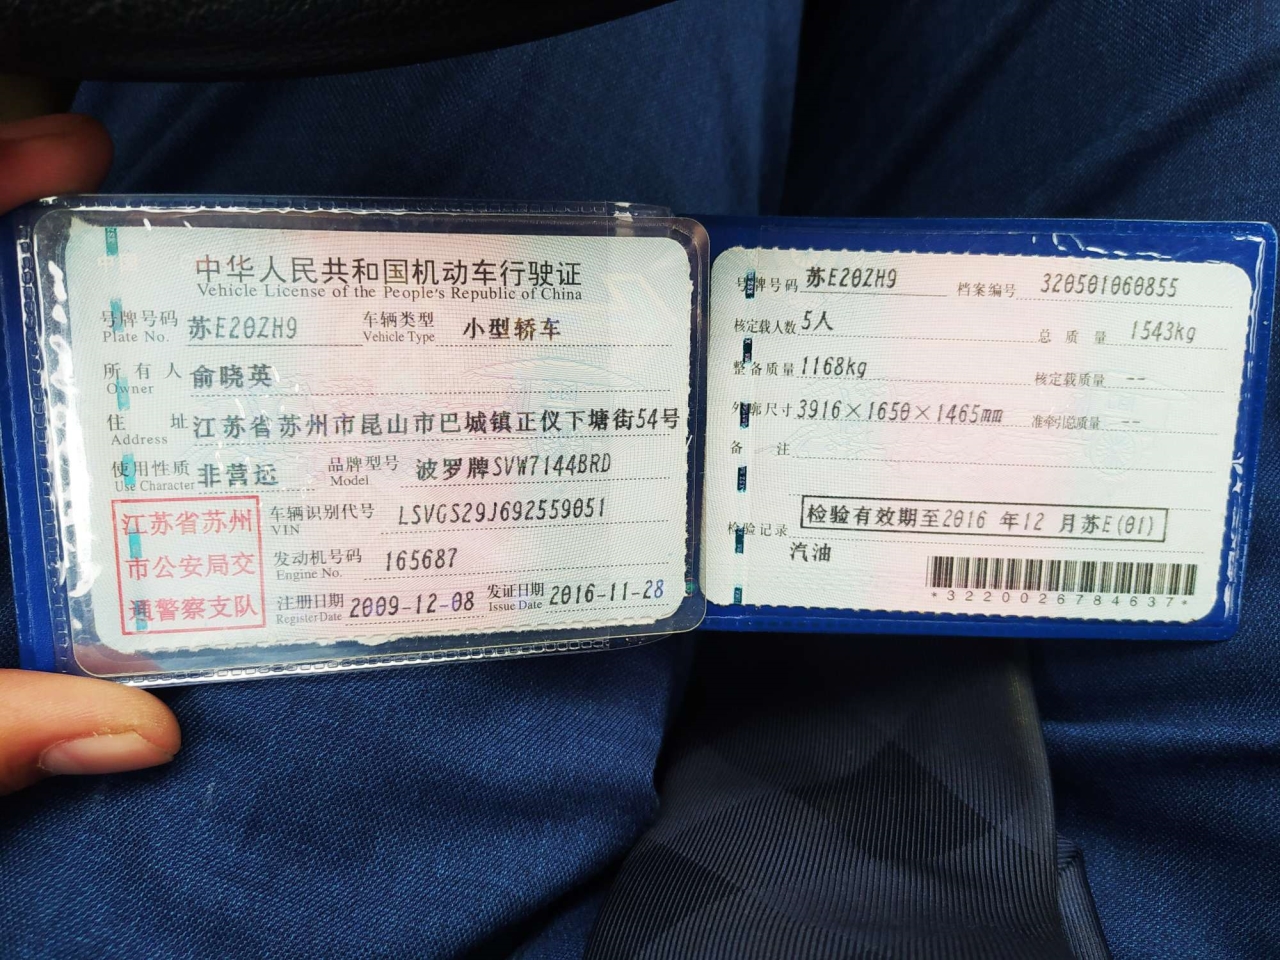 中华人民共和国机动车行驶证
Vehicle License of the People's Republic of China
号牌号码 苏E20ZH9 车辆类型 小型轿车
Plate No. Vehicle Type
所有人 俞晓英
Owner
住址 江苏省苏州市昆山市巴城镇正仪下塘街54号
Address
使用性质 非营运 品牌型号 波罗牌SVW7144BRD
Use Character Model
江苏省苏州
市公安局交
通警察支队
车辆识别代号 LSVGS29J692559051
VIN
发动机号码 165687
Engine No.
注册日期 2009-12-08 发证日期 2016-11-28
Register Date Issue Date
号牌号码 苏E20ZH9 档案编号 320501060855
核定载人数 5人 总质量 1543kg
整备质量 1168kg 核定载质量 --
外廓尺寸 3916×1650×1465mm 准牵引总质量 --
备注
检验记录 检验有效期至2016 年12 月苏E(01)
汽油
*3220026784637*